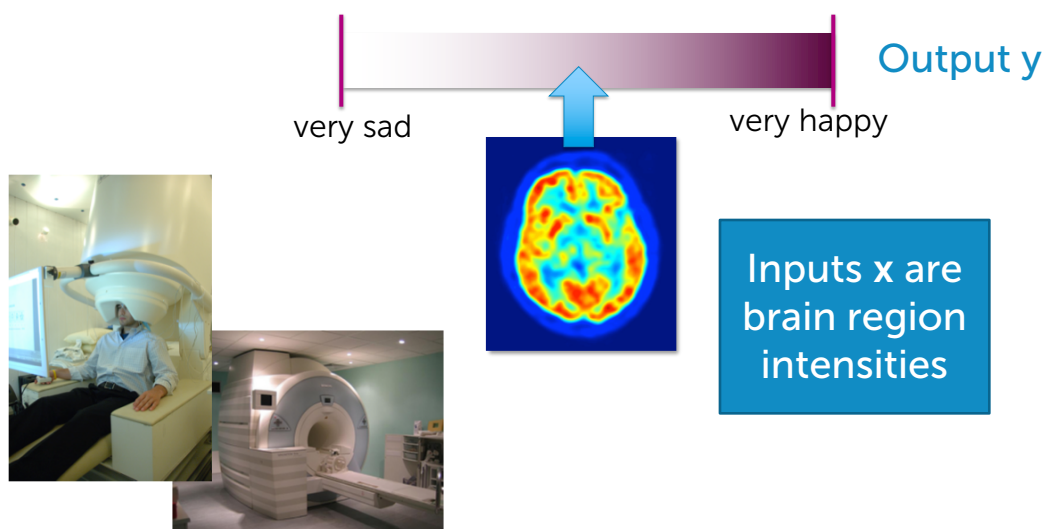 Output y
very sad
very happy
Inputs x are
brain region
intensities